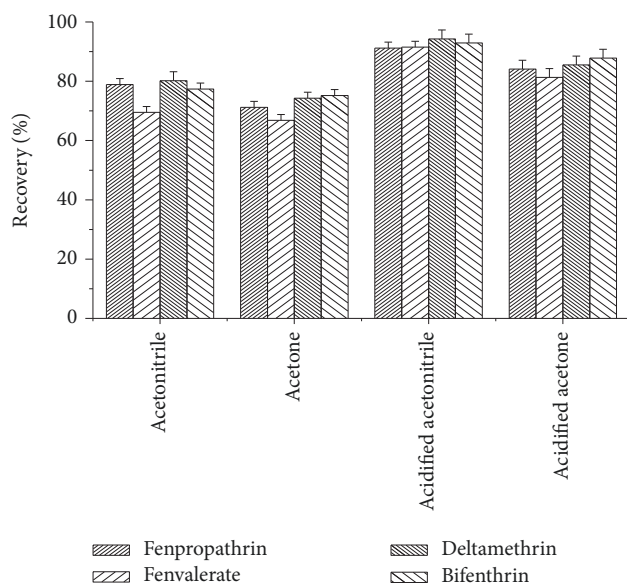 100
80
60
40
20
0
Recovery (%)
Acetonitrile
Acetone
Acidified acetonitrile
Acidified acetone
Fenpropathrin
Fenvalerate
Deltamethrin
Bifenthrin